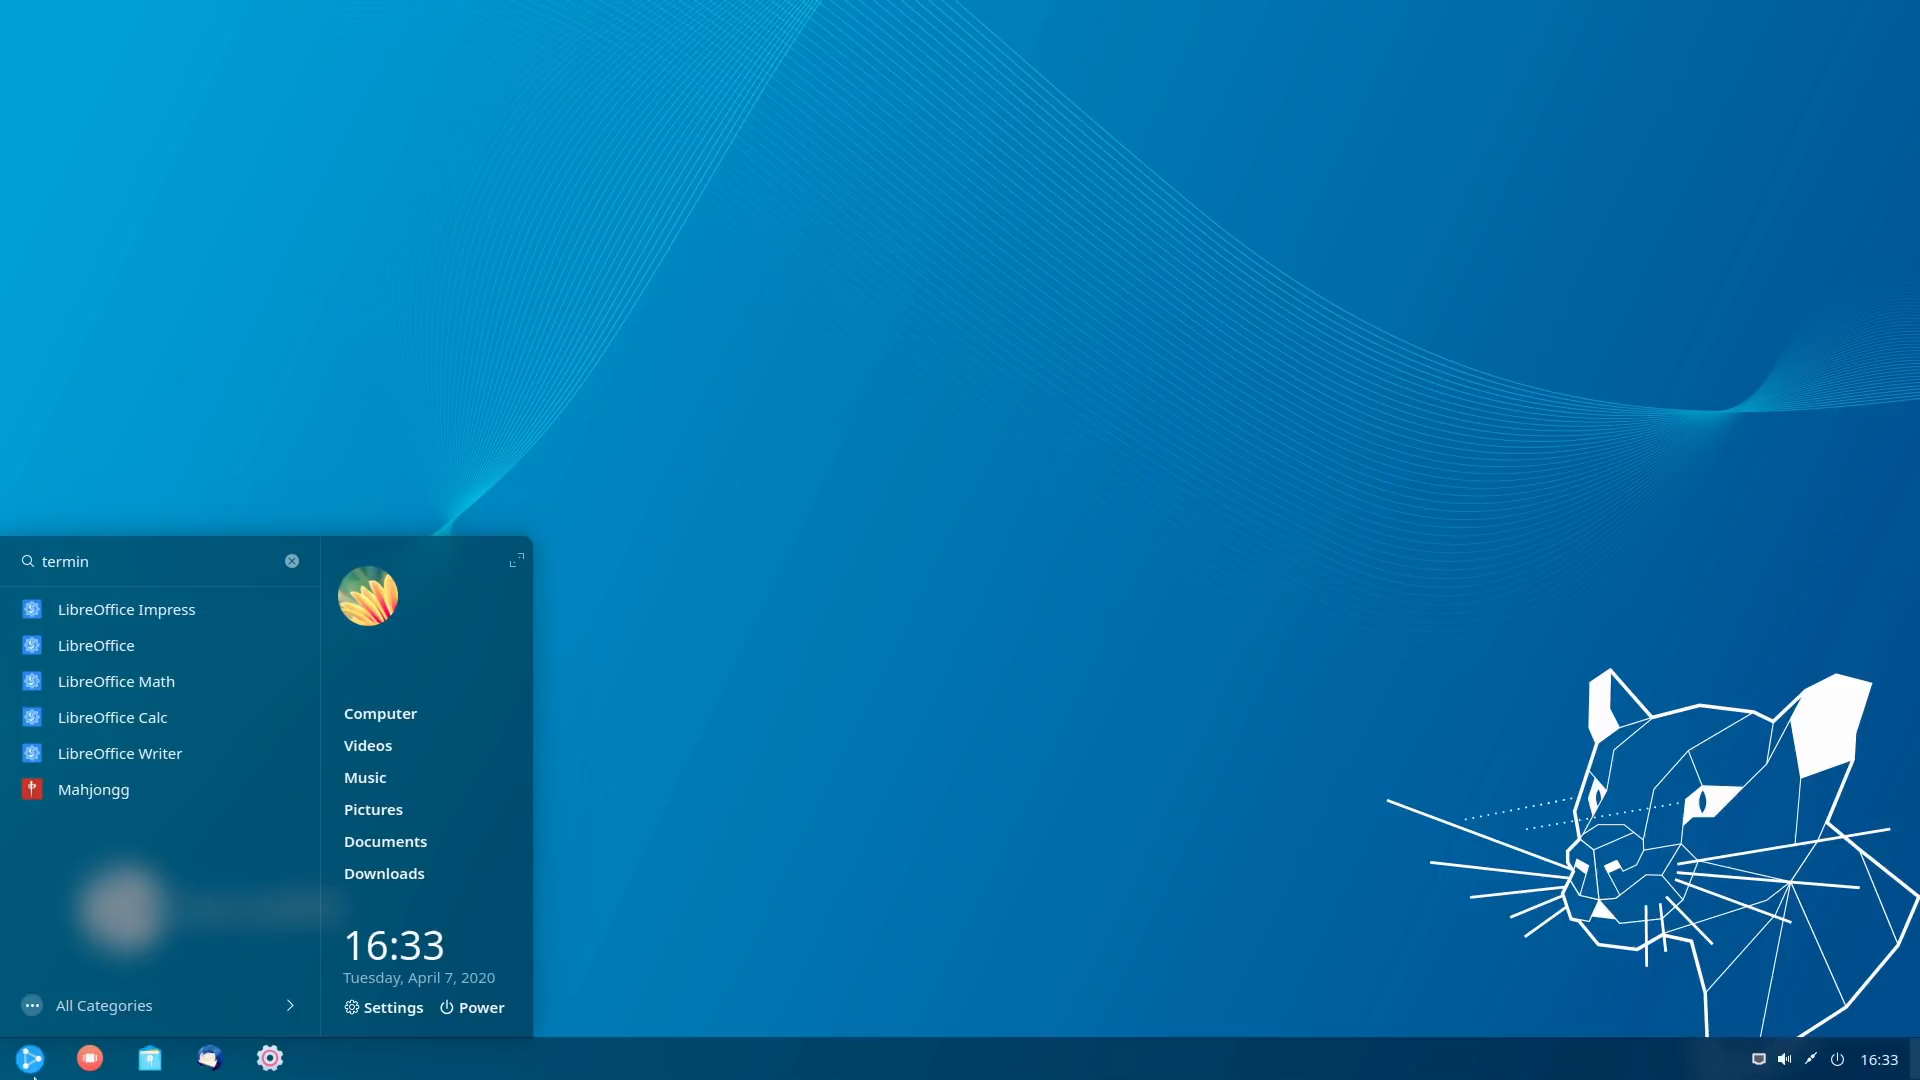 termin
LibreOffice Impress
LibreOffice
LibreOffice Math
LibreOffice Calc
LibreOffice Writer
Mahjongg
All Categories
Computer
Videos
Music
Pictures
Documents
Downloads
16:33
Tuesday, April 7, 2020
Settings Power
16:33